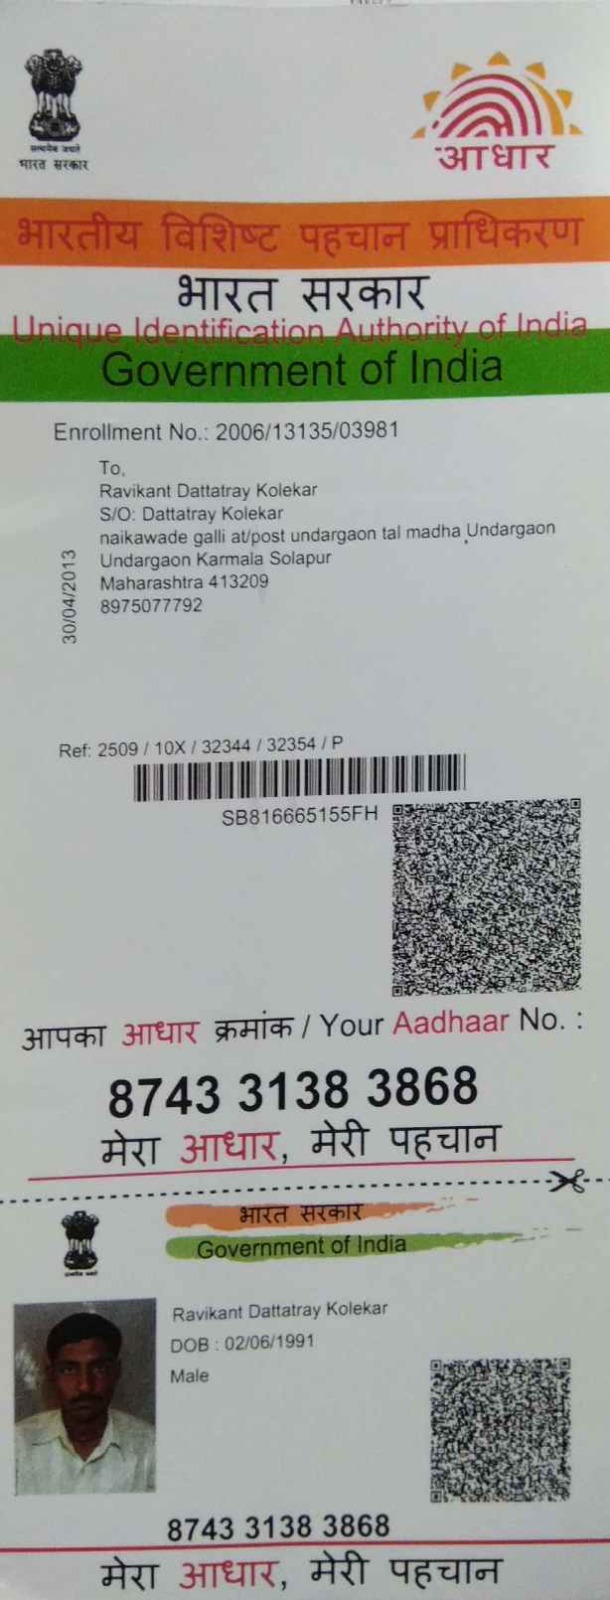 सत्यमेव जयते
भारत सरकार
आधार
भारतीय विशिष्ट पहचान प्राधिकरण
भारत सरकार
Unique Identification Authority of India
Government of India
Enrollment No.: 2006/13135/03981
To,
Ravikant Dattatray Kolekar
S/O: Dattatray Kolekar
naikawade galli at/post undargaon tal madha,Undargaon
Undargaon Karmala Solapur
Maharashtra 413209
8975077792
30/04/2013
Ref: 2509 / 10X / 32344 / 32354 / P
SB816665155FH
आपका आधार क्रमांक / Your Aadhaar No. :
8743 3138 3868
मेरा आधार, मेरी पहचान
भारत सरकार
Government of India
Ravikant Dattatray Kolekar
DOB : 02/06/1991
Male
8743 3138 3868
मेरा आधार, मेरी पहचान